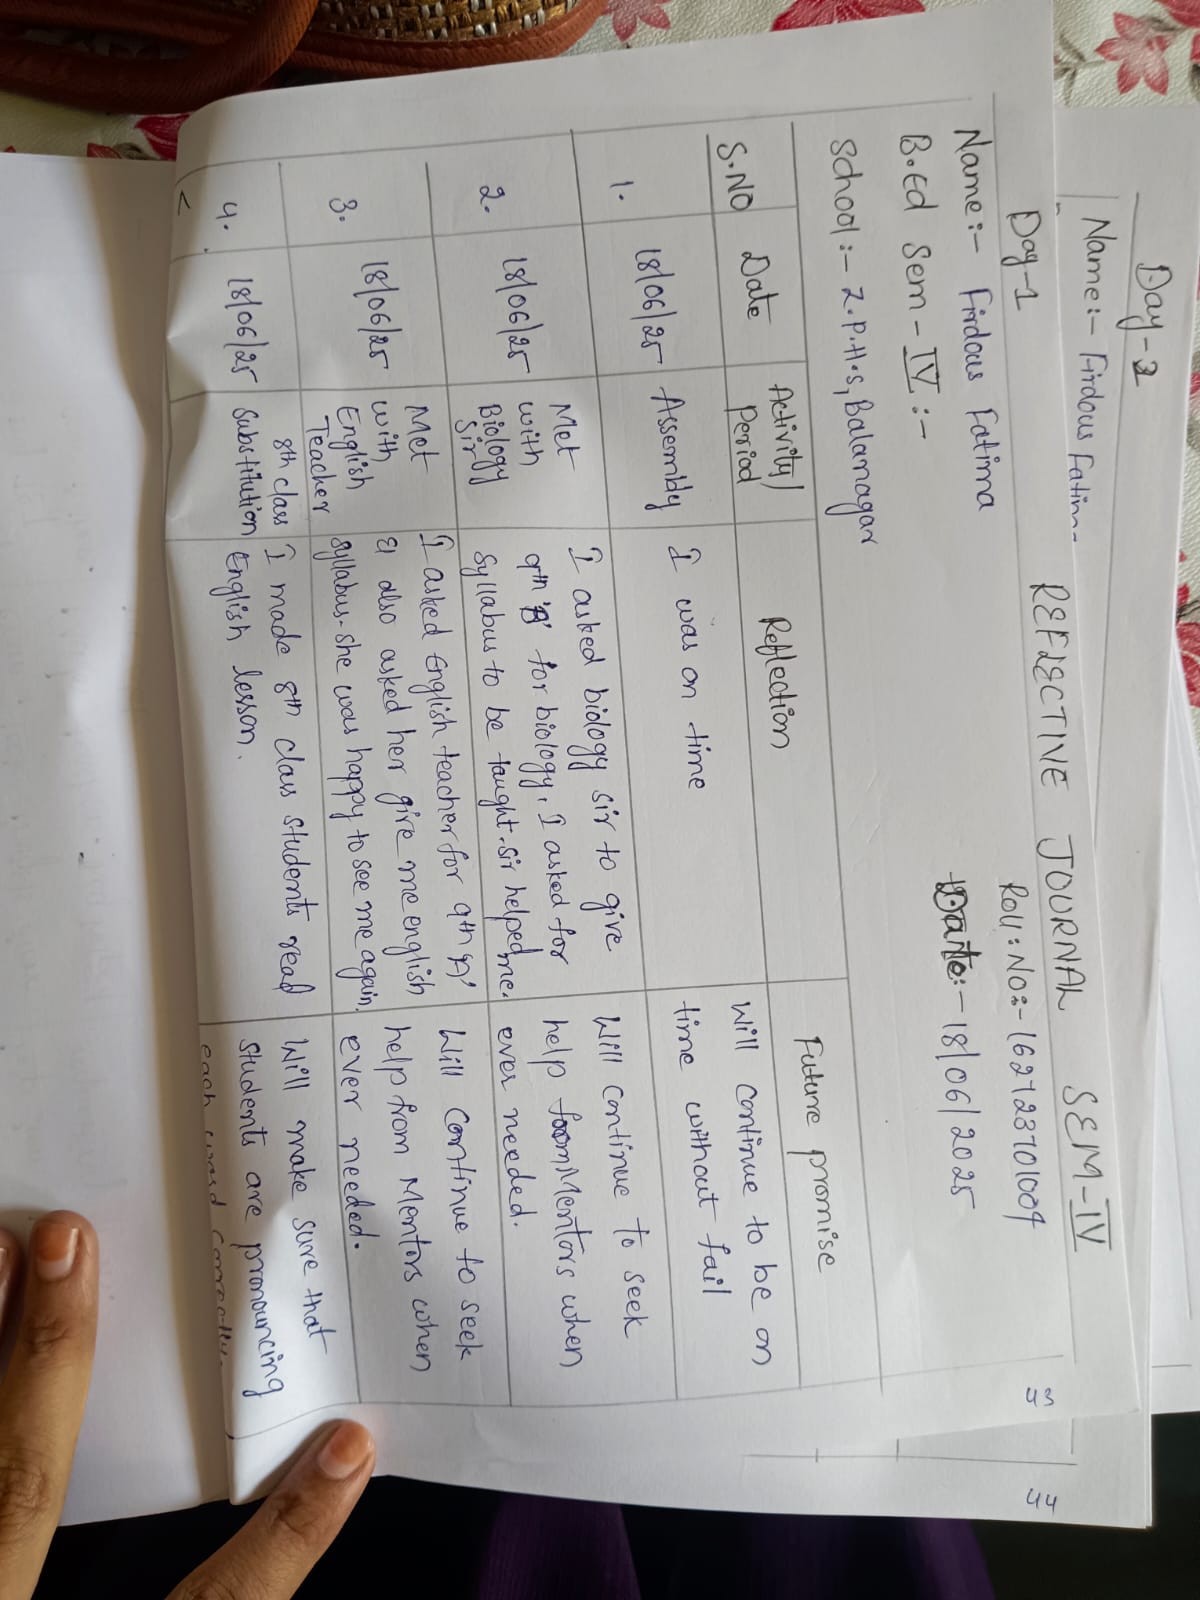 Day-2
Name:- Firdous Fatim
43
44
Day-1
REFLECTIVE JOURNAL SEM-IV
Name:- Firdous Fatima
Roll:No:- 162123701009
B.Ed Sem-IV:-
Date:- 18/06/2025
School:- Z.P.H.S, Balanagar
S.NO Date Activity/ Period Reflection Future promise
1. 18/06/25 Assembly I was on time Will continue to be on
time without fail
2. 18/06/25 Met with Biology Sir
I asked biology sir to give
9th for biology, I asked for
syllabus to be taught. Sir helped me.
Will continue to seek
help Mentors when
ever needed.
3. 18/06/25 Met with English Teacher
I asked English teacher for 9th
& also asked her give me english
syllabus. she was happy to see me again.
Will continue to seek
help from Mentors when
ever needed.
4. 18/06/25 8th class Substitution
I made 8th class students read
English lesson.
Will make sure that
students are pronouncing
each word